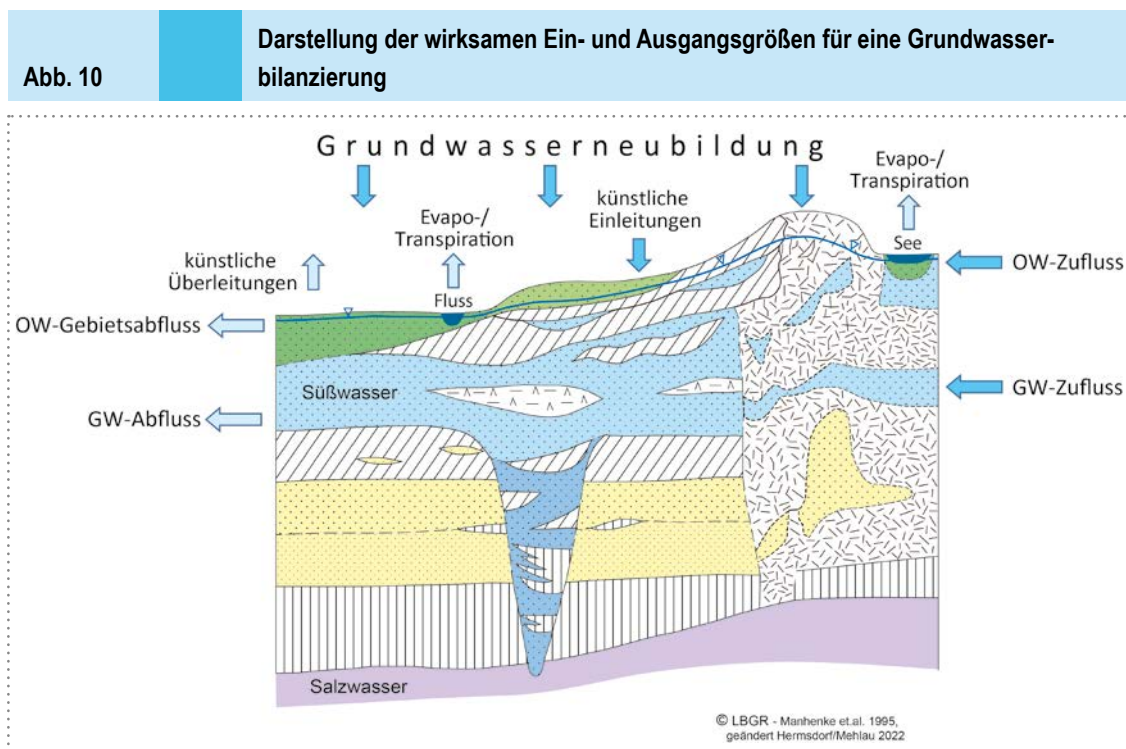 Abb. 10
Darstellung der wirksamen Ein- und Ausgangsgrößen für eine Grundwasser-
bilanzierung
Grundwasserneubildung
Evapo-/
Transpiration
künstliche
Einleitungen
Evapo-/
Transpiration
künstliche
Überleitungen
See
OW-Zufluss
Fluss
OW-Gebietsabfluss
Süßwasser
GW-Zufluss
GW-Abfluss
Salzwasser
© LBGR - Manhenke et.al. 1995,
geändert Hermsdorf/Mehlau 2022